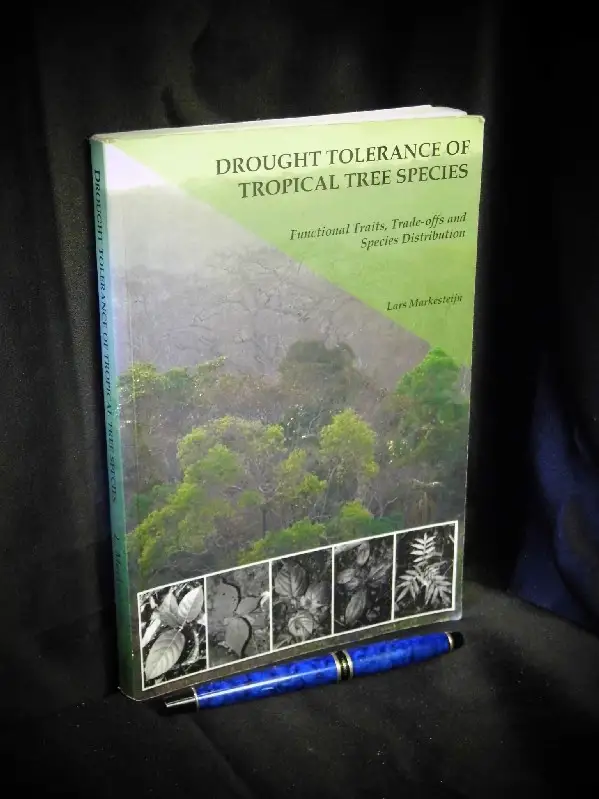 DROUGHT TOLERANCE OF
TROPICAL TREE SPECIES
Functional Traits, Trade-offs and
Species Distribution
Lars Markesteijn
DROUGHT TOLERANCE OF TROPICAL TREE SPECIES